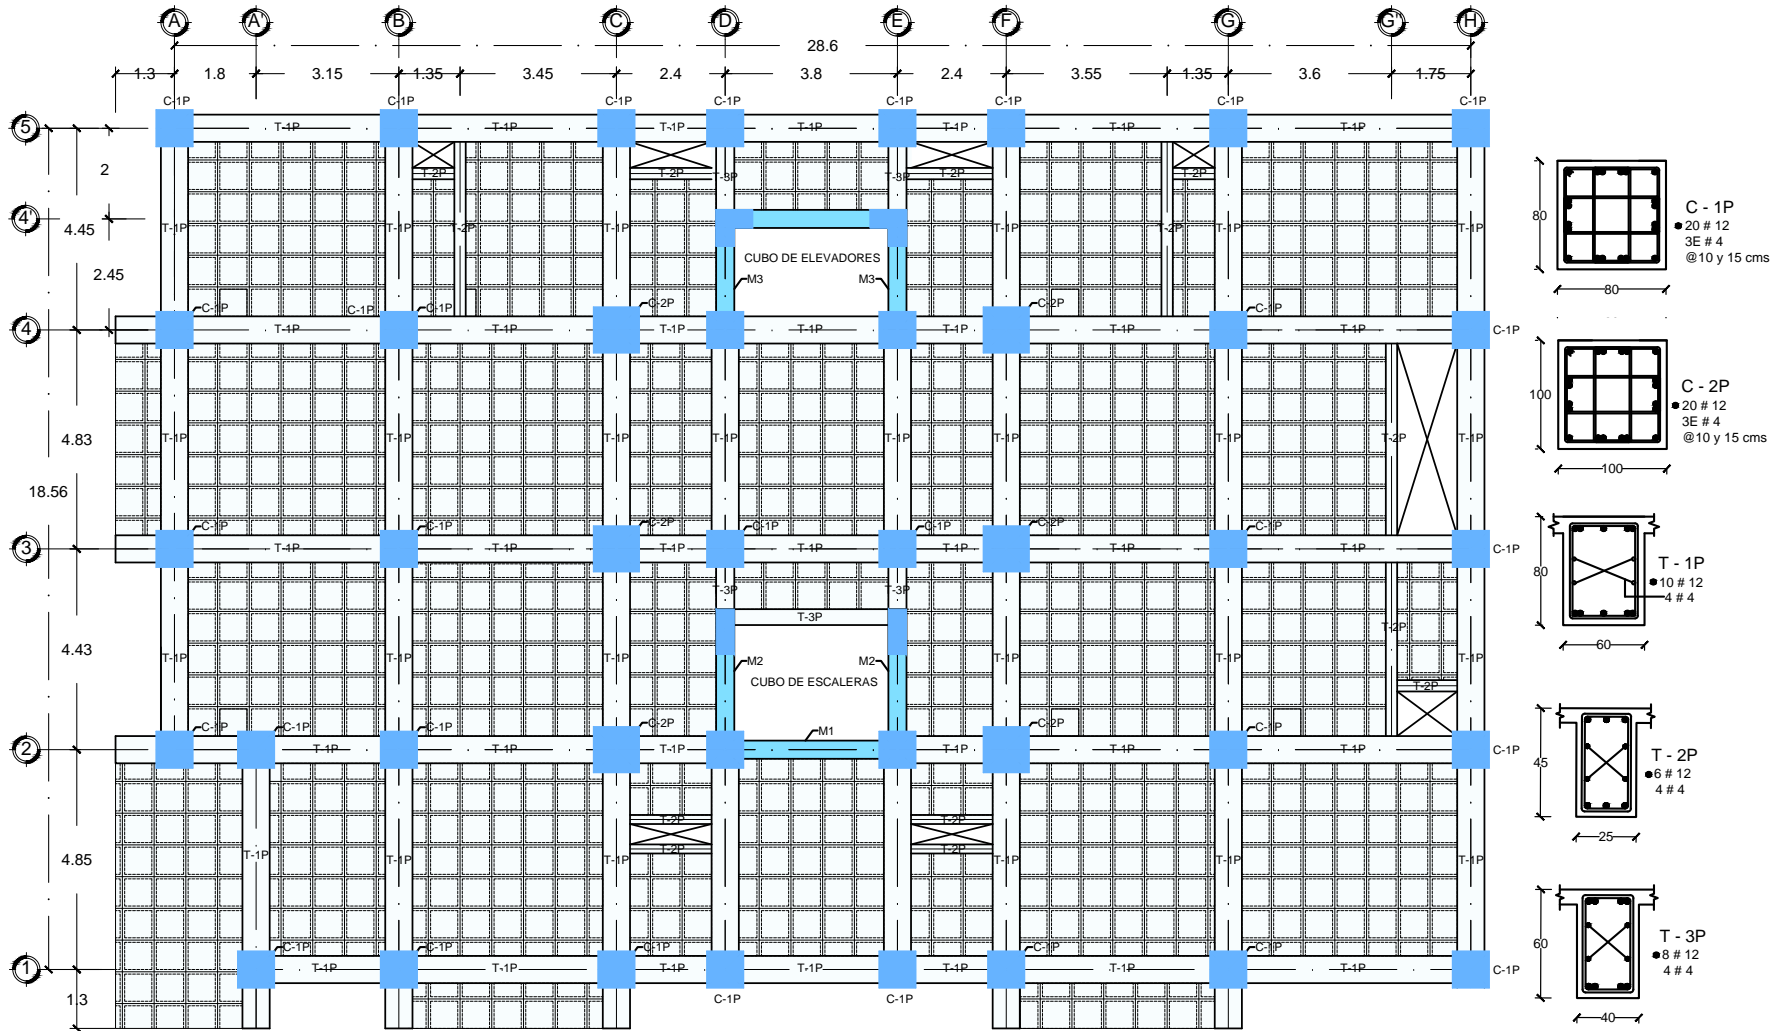 A A' B C D E F G G" H
28.6
1.3 1.8 3.15 1.35 3.45 2.4 3.8 2.4 3.55 1.35 3.6 1.75
C-1P C-1P C-1P C-1P C-1P C-1P C-1P C-1P
5 T-1P T-1P T-1P T-1P T-1P T-1P T-1P
2
T-2P T-2P T-3P T-3P T-2P T-2P
4'
4.45
T-1P T-1P T-2P T-1P T-1P T-2P T-1P T-1P
CUBO DE ELEVADORES
2.45
M3 M3
C-1P C-1P C-1P C-2P C-2P C-1P
4 T-1P T-1P T-1P T-1P T-1P T-1P T-1P C-1P
4.83
T-1P T-1P T-1P T-1P T-1P T-1P T-1P T-2P T-1P
18.56
C-1P C-1P C-2P C-1P C-1P C-2P C-1P
3 T-1P T-1P T-1P T-1P T-1P T-1P T-1P C-1P
T-3P T-3P
T-3P
T-2P
4.43
T-1P T-1P T-1P M2 M2 T-1P T-1P T-1P
CUBO DE ESCALERAS
T-2P
C-1P C-1P C-1P C-2P C-2P C-1P
M1
2 T-1P T-1P T-1P T-1P T-1P T-1P C-1P
T-2P T-2P
T-2P T-2P
4.85
T-1P T-1P T-1P T-1P T-1P T-1P
C-1P C-1P C-1P C-1P C-1P
1 T-1P T-1P T-1P T-1P T-1P T-1P T-1P C-1P
1.3
C-1P C-1P
80
C - 1P
20 # 12
3E # 4
@10 y 15 cms
80
100
C - 2P
20 # 12
3E # 4
@10 y 15 cms
100
80
T - 1P
10 # 12
4 # 4
60
45
T - 2P
6 # 12
4 # 4
25
60
T - 3P
8 # 12
4 # 4
40